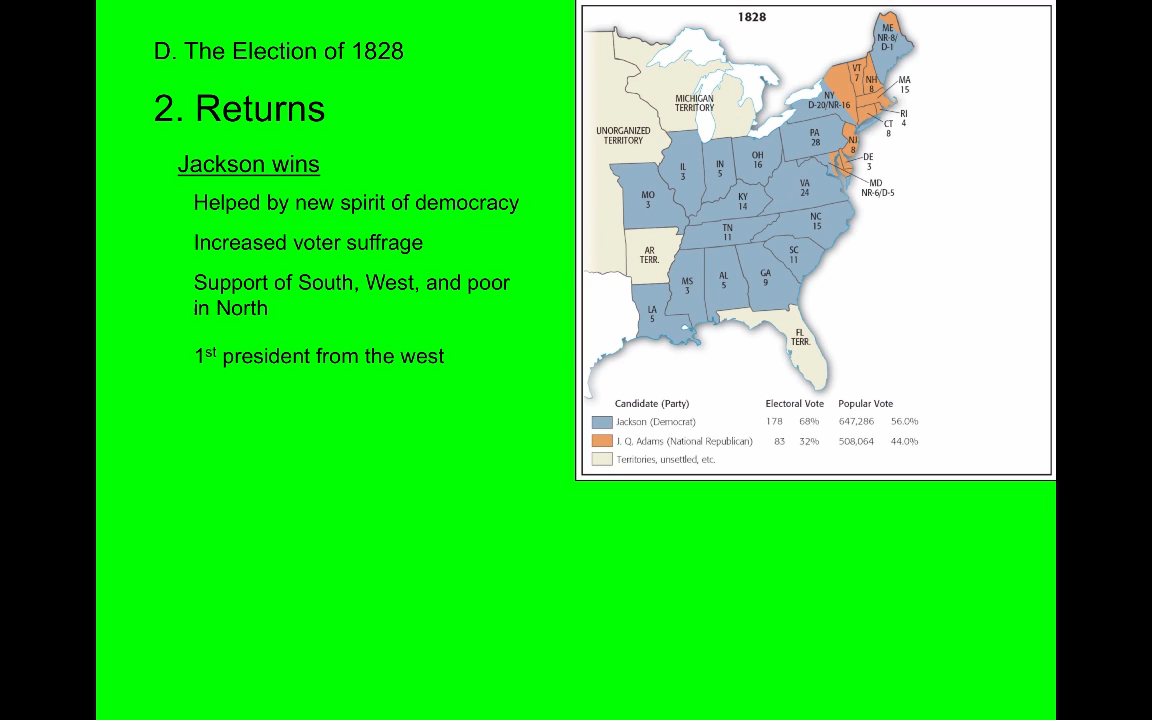 D. The Election of 1828
2. Returns
Jackson wins
Helped by new spirit of democracy
Increased voter suffrage
Support of South, West, and poor
in North
1st president from the west
1828
ME
NR-8/
D-1
VT
7
NH
8
MA
15
NY
D-20/NR-16
RI
4
CT
8
MICHIGAN
TERRITORY
UNORGANIZED
TERRITORY
PA
28
NJ
8
DE
3
MD
NR-6/D-5
IL
3
IN
5
OH
16
MO
3
KY
14
VA
24
NC
15
TN
11
AR
TERR.
SC
11
MS
3
AL
5
GA
9
LA
5
FL
TERR.
Candidate (Party) Electoral Vote Popular Vote
Jackson (Democrat) 178 68% 647,286 56.0%
J. Q. Adams (National Republican) 83 32% 508,064 44.0%
Territories, unsettled, etc.